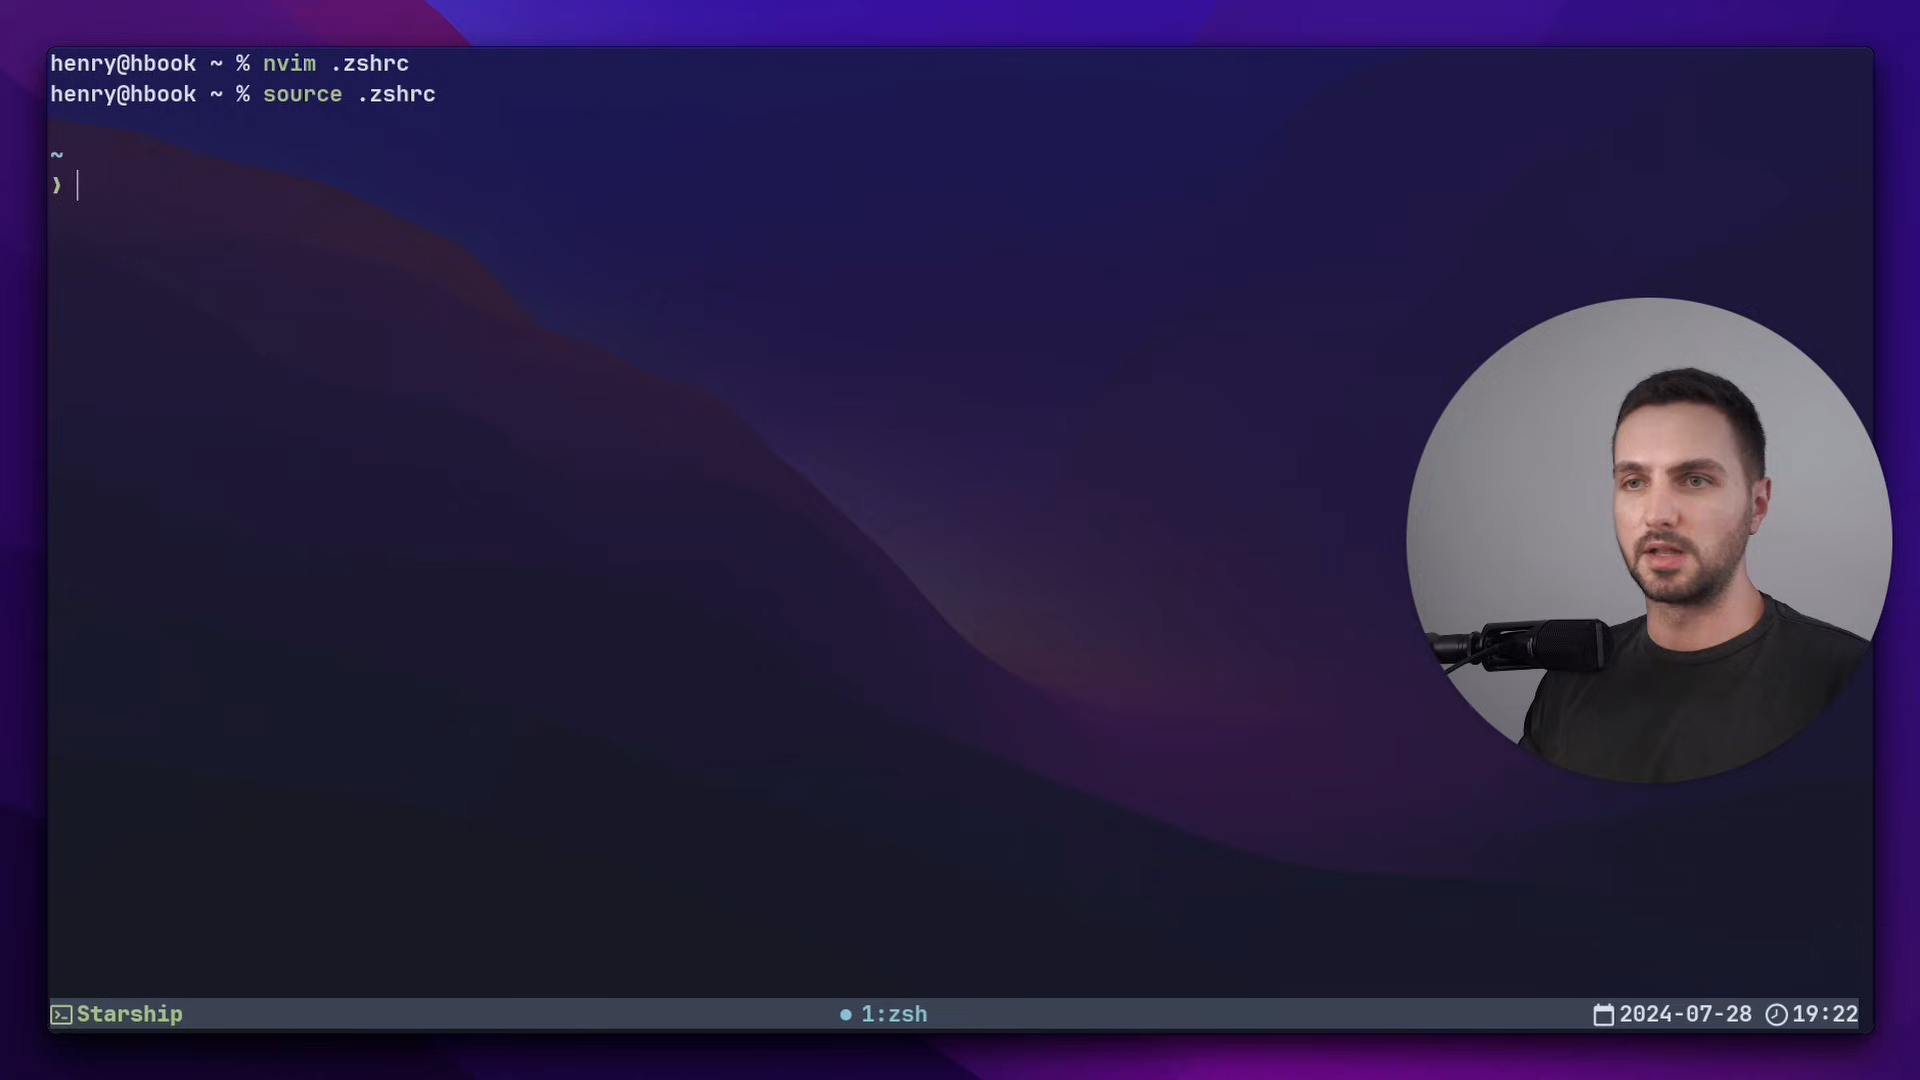 henry@hbook ~ % nvim .zshrc
henry@hbook ~ % source .zshrc
~
❯
Starship
● 1:zsh
2024-07-28 19:22